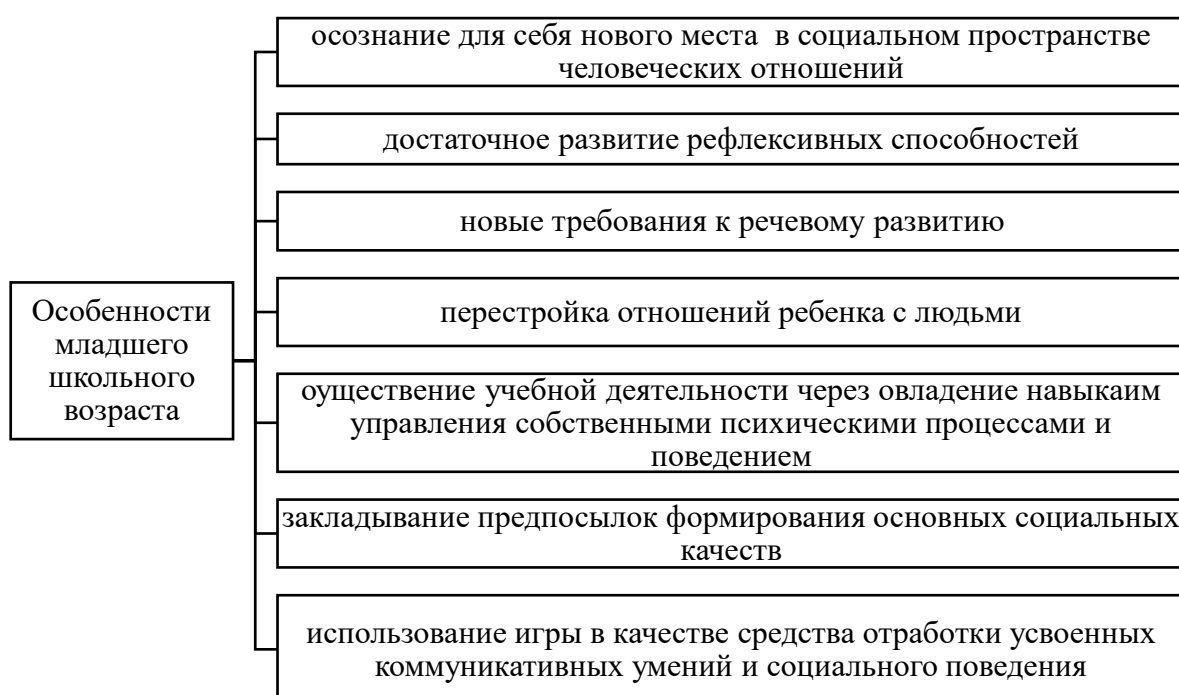 осознание для себя нового места в социальном пространстве
человеческих отношений
достаточное развитие рефлексивных способностей
новые требования к речевому развитию
Особенности
младшего
школьного
возраста
перестройка отношений ребенка с людьми
оуществение учебной деятельности через овладение навыкаим
управления собственными психическими процессами и
поведением
закладывание предпосылок формирования основных социальных
качеств
использование игры в качестве средства отработки усвоенных
коммуникативных умений и социального поведения